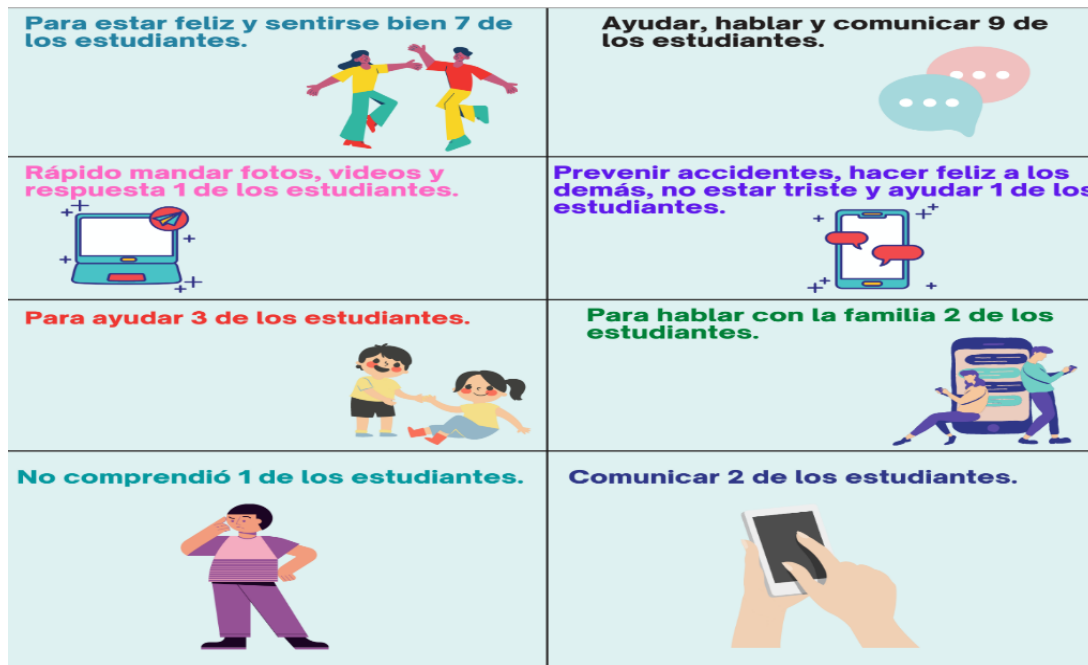 Para estar feliz y sentirse bien 7 de
los estudiantes.
Ayudar, hablar y comunicar 9 de
los estudiantes.
Rápido mandar fotos, videos y
respuesta 1 de los estudiantes.
Prevenir accidentes, hacer feliz a los
demás, no estar triste y ayudar 1 de los
estudiantes.
Para ayudar 3 de los estudiantes.
Para hablar con la familia 2 de los
estudiantes.
No comprendió 1 de los estudiantes.
Comunicar 2 de los estudiantes.